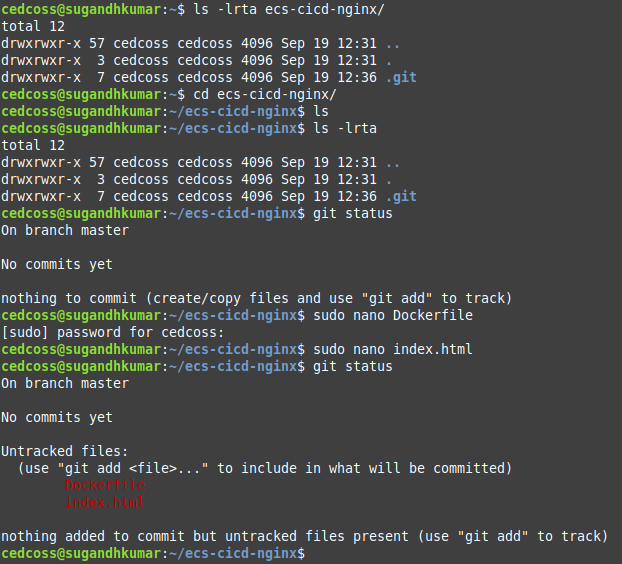 cedcoss@sugandhkumar:~$ ls -lrta ecs-cicd-nginx/
total 12
drwxrwxr-x 57 cedcoss cedcoss 4096 Sep 19 12:31 ..
drwxrwxr-x  3 cedcoss cedcoss 4096 Sep 19 12:31 .
drwxrwxr-x  7 cedcoss cedcoss 4096 Sep 19 12:36 .git
cedcoss@sugandhkumar:~$ cd ecs-cicd-nginx/
cedcoss@sugandhkumar:~/ecs-cicd-nginx$ ls
cedcoss@sugandhkumar:~/ecs-cicd-nginx$ ls -lrta
total 12
drwxrwxr-x 57 cedcoss cedcoss 4096 Sep 19 12:31 ..
drwxrwxr-x  3 cedcoss cedcoss 4096 Sep 19 12:31 .
drwxrwxr-x  7 cedcoss cedcoss 4096 Sep 19 12:36 .git
cedcoss@sugandhkumar:~/ecs-cicd-nginx$ git status
On branch master
No commits yet
nothing to commit (create/copy files and use "git add" to track)
cedcoss@sugandhkumar:~/ecs-cicd-nginx$ sudo nano Dockerfile
[sudo] password for cedcoss:
cedcoss@sugandhkumar:~/ecs-cicd-nginx$ sudo nano index.html
cedcoss@sugandhkumar:~/ecs-cicd-nginx$ git status
On branch master
No commits yet
Untracked files:
  (use "git add <file>..." to include in what will be committed)
        Dockerfile
        index.html
nothing added to commit but untracked files present (use "git add" to track)
cedcoss@sugandhkumar:~/ecs-cicd-nginx$